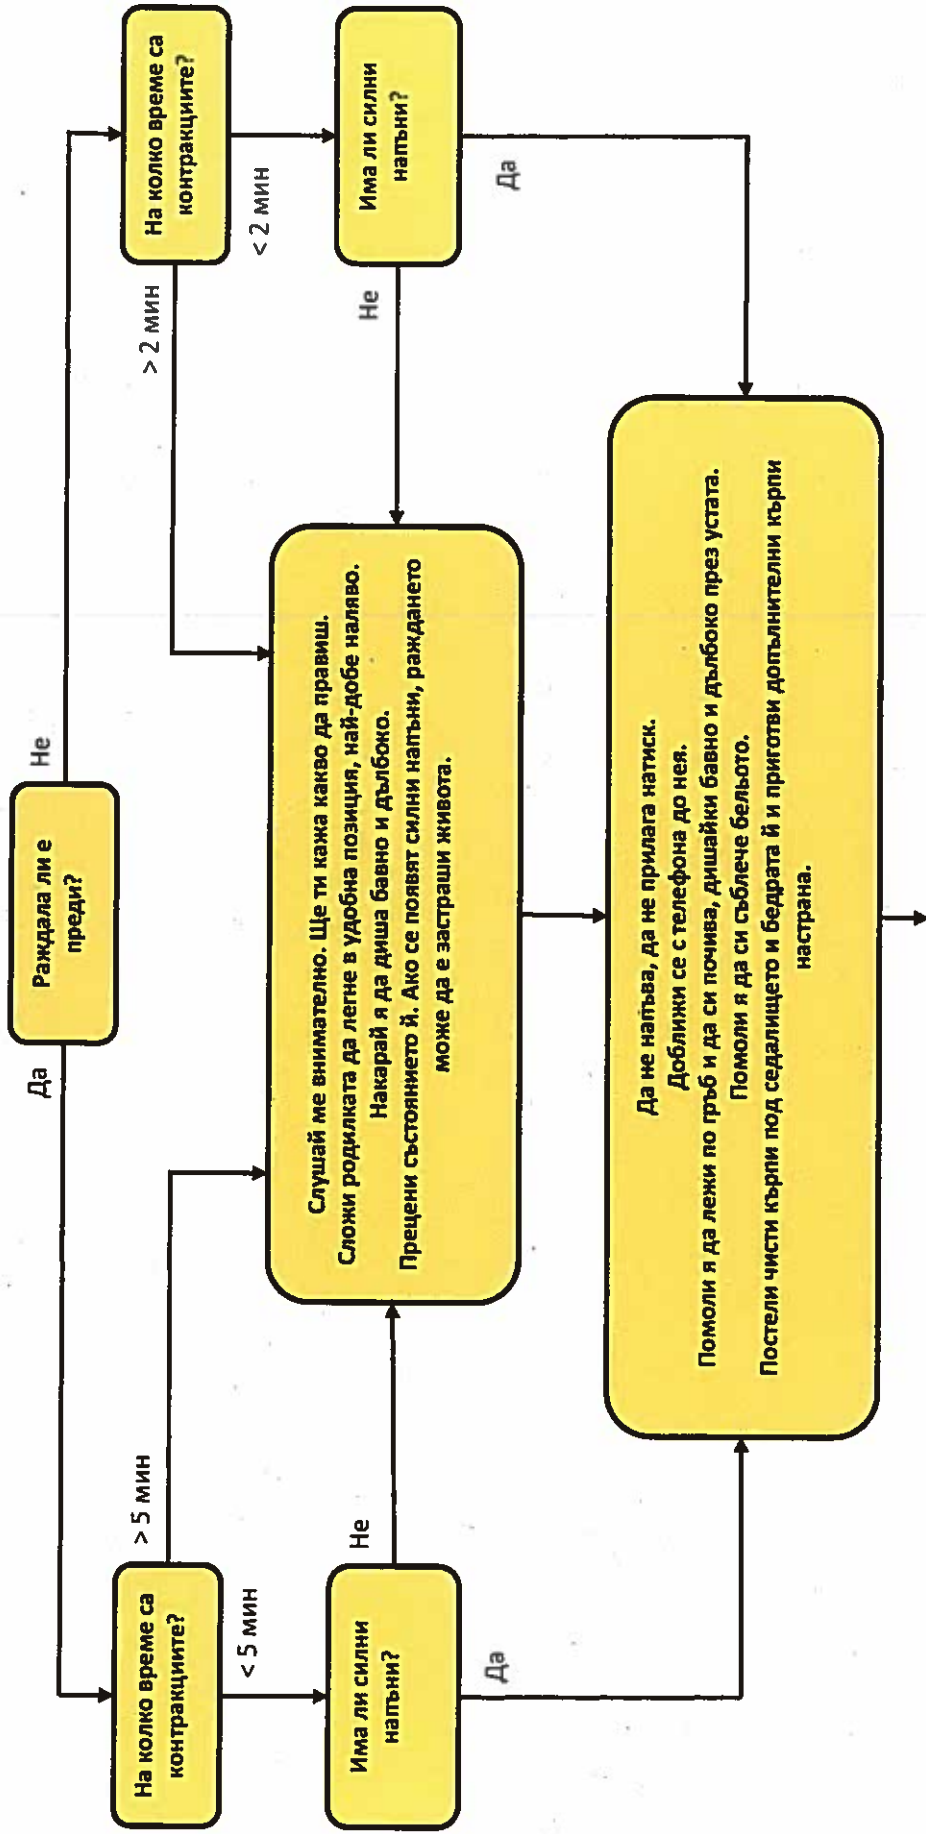 Раждала ли е
преди?
Да
Не
На колко време са
контракциите?
> 5 мин
< 5 мин
На колко време са
контракциите?
> 2 мин
< 2 мин
Има ли силни
напъни?
Не
Да
Има ли силни
напъни?
Не
Да
Слушай ме внимателно. Ще ти кажа какво да правиш.
Сложи родилката да легне в удобна позиция, най-добе наляво.
Накарай я да диша бавно и дълбоко.
Прецени състоянието й. Ако се появят силни напъни, раждането
може да е застраши живота.
Да не напъва, да не прилага натиск.
Доближи се с телефона до нея.
Помоли я да лежи по гръб и да си почива, дишайки бавно и дълбоко през устата.
Помоли я да си съблече бельото.
Постели чисти кърпи под седалището и бедрата й и приготви допълнителни кърпи
настрана.